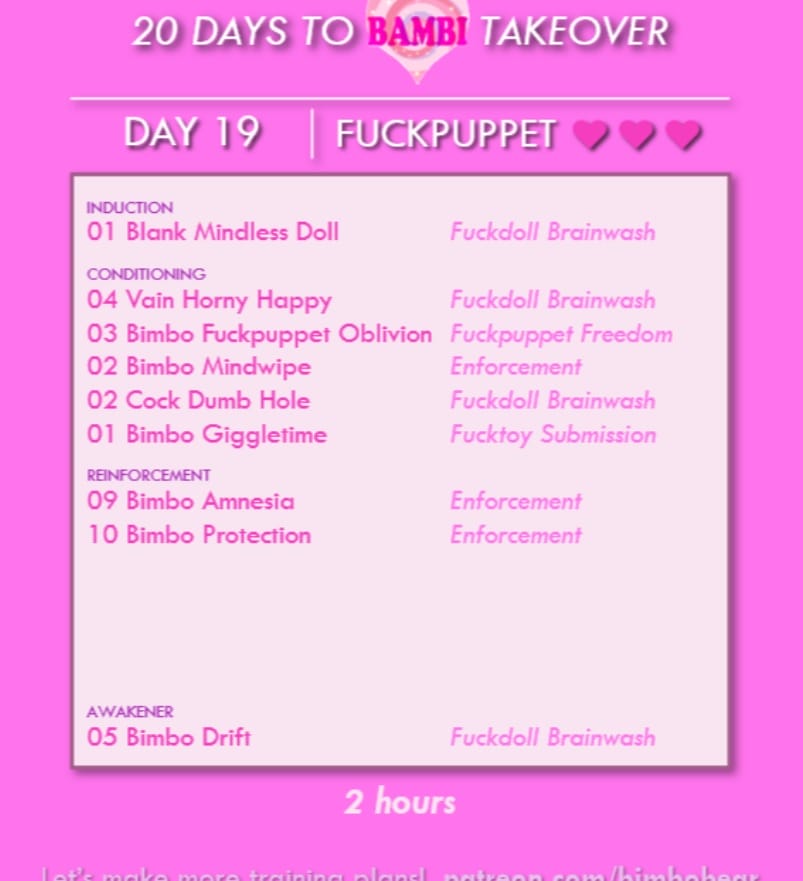 20 DAYS TO BAMBI TAKEOVER
DAY 19 | FUCKPUPPET
INDUCTION
01 Blank Mindless Doll Fuckdoll Brainwash
CONDITIONING
04 Vain Horny Happy Fuckdoll Brainwash
03 Bimbo Fuckpuppet Oblivion Fuckpuppet Freedom
02 Bimbo Mindwipe Enforcement
02 Cock Dumb Hole Fuckdoll Brainwash
01 Bimbo Giggletime Fucktoy Submission
REINFORCEMENT
09 Bimbo Amnesia Enforcement
10 Bimbo Protection Enforcement
AWAKENER
05 Bimbo Drift Fuckdoll Brainwash
2 hours
Let's make more training plans! patreon.com/bimbobear